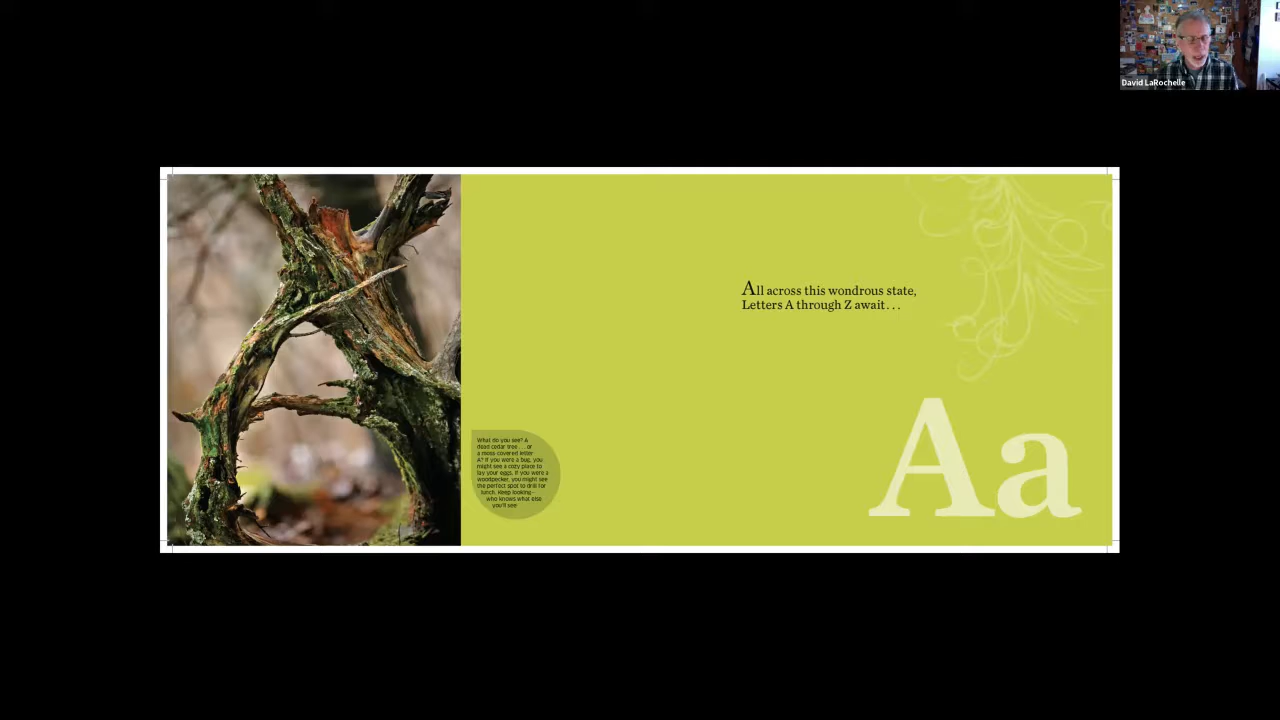 David LaRochelle
All across this wondrous state,
Letters A through Z await...
What do you see? A
dead cedar tree ... or
a moss covered letter
A? If you were a bug, you
might see a cozy place to
lay your eggs. If you were a
woodpecker, you might see
the perfect spot to drill for
lunch. Keep looking—
who knows what else
you'll see
Aa